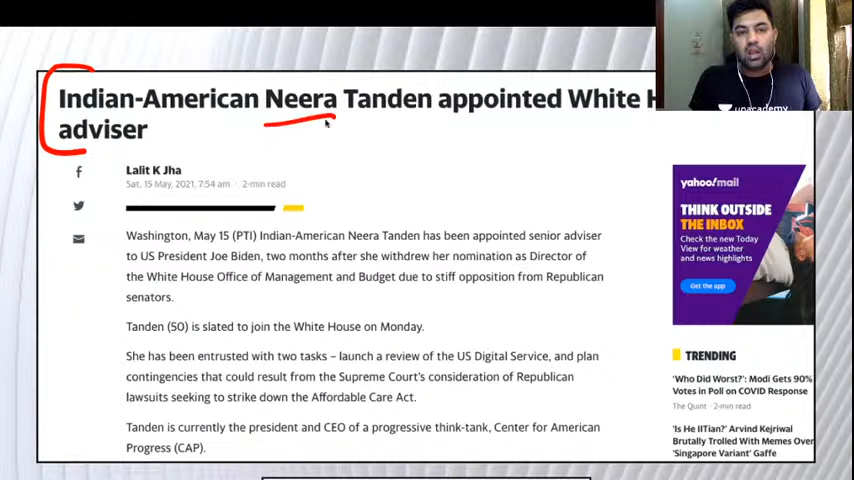 Indian-American Neera Tanden appointed White H
adviser
unacademy
Lalit K Jha
Sat, 15 May, 2021, 7:54 am · 2-min read
Washington, May 15 (PTI) Indian-American Neera Tanden has been appointed senior adviser
to US President Joe Biden, two months after she withdrew her nomination as Director of
the White House Office of Management and Budget due to stiff opposition from Republican
senators.
Tanden (50) is slated to join the White House on Monday.
She has been entrusted with two tasks – launch a review of the US Digital Service, and plan
contingencies that could result from the Supreme Court's consideration of Republican
lawsuits seeking to strike down the Affordable Care Act.
Tanden is currently the president and CEO of a progressive think-tank, Center for American
Progress (CAP).
yahoo!mail
THINK OUTSIDE
THE INBOX
Check the new Today
View for weather
and news highlights
Get the app
TRENDING
'Who Did Worst?': Modi Gets 90%
Votes in Poll on COVID Response
The Quint · 2-min read
'Is He IITian?' Arvind Kejriwal
Brutally Trolled With Memes Over
'Singapore Variant' Gaffe